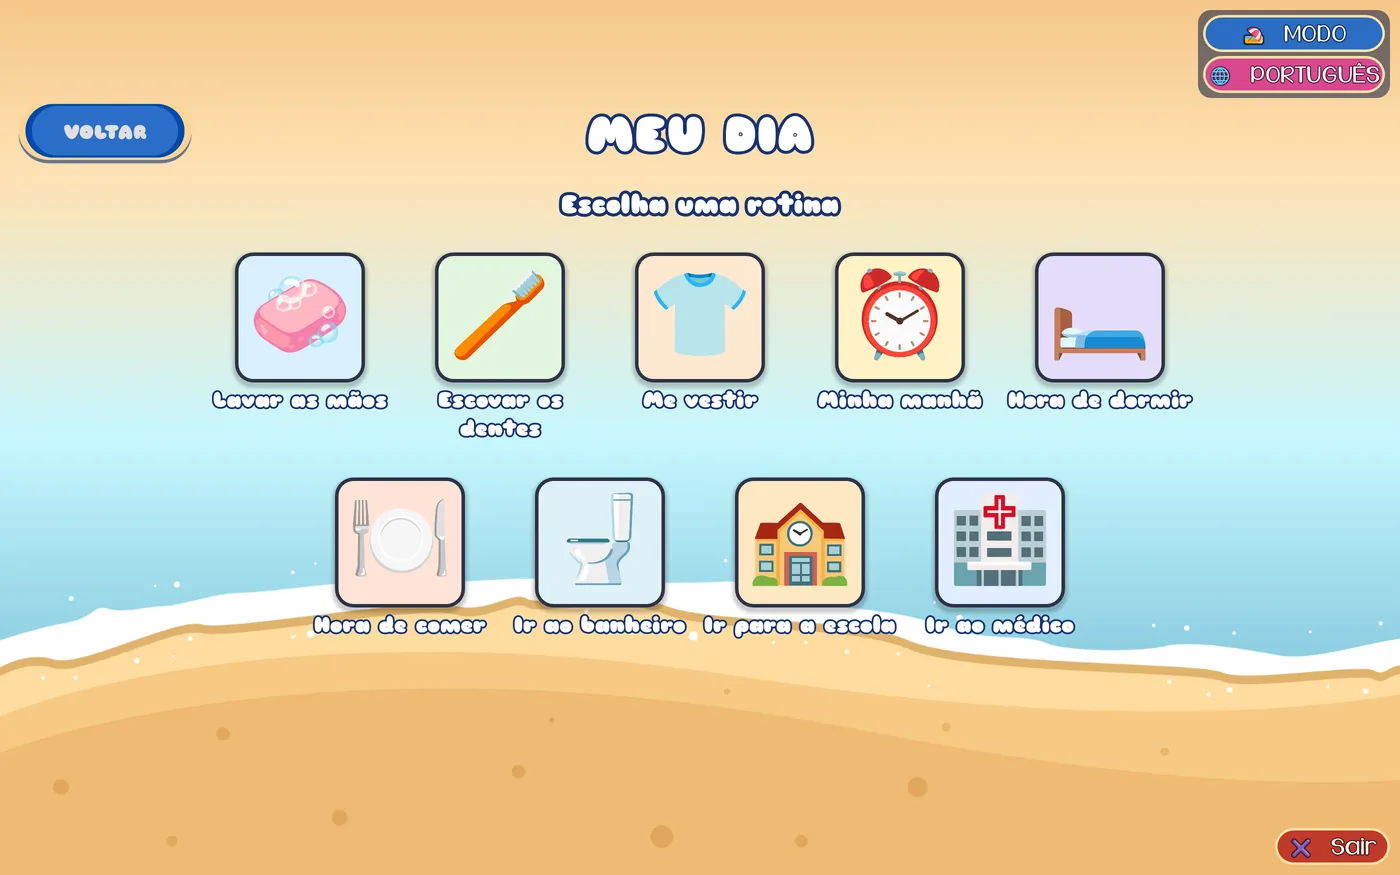 MODO
PORTUGUÊS
VOLTAR
MEU DIA
Escolha uma rotina
Lavar as mãos
Escovar os
dentes
Me vestir
Minha manhã
Hora de dormir
Hora de comer
Ir ao banheiro
Ir para a escola
Ir ao médico
Sair